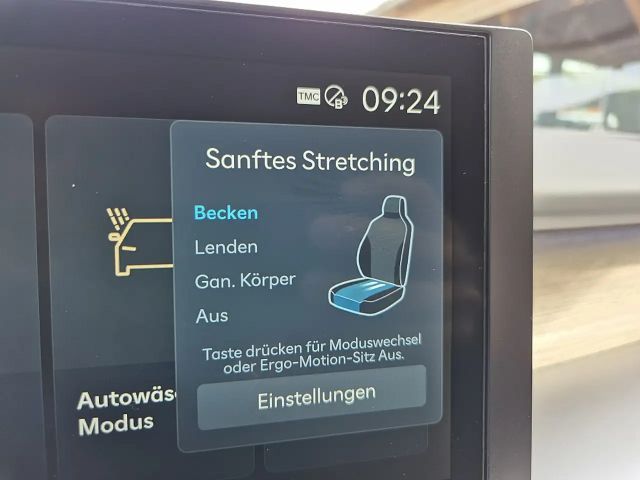 TMC B 09:24
Sanftes Stretching
Becken
Lenden
Gan. Körper
Aus
Taste drücken für Moduswechsel
oder Ergo-Motion-Sitz Aus.
Einstellungen
Modus